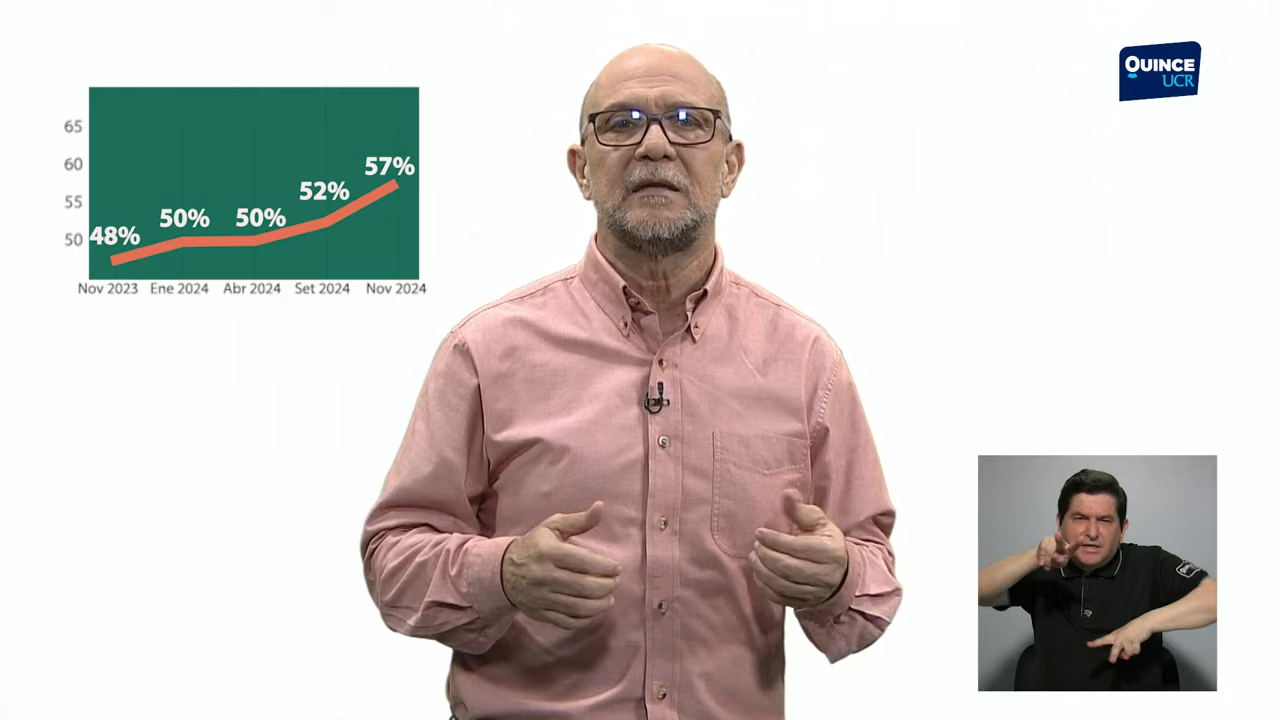 QUINCE
UCR
65
60
55
50
48%
50%
50%
52%
57%
Nov 2023
Ene 2024
Abr 2024
Set 2024
Nov 2024